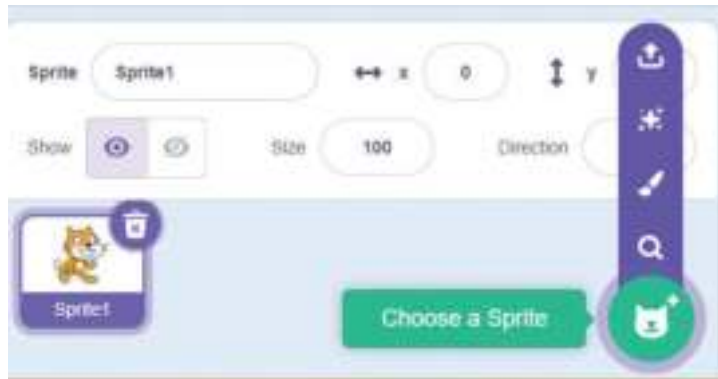 Sprite Sprite1 x 0 y
Show Size 100 Direction
Sprite1
Choose a Sprite